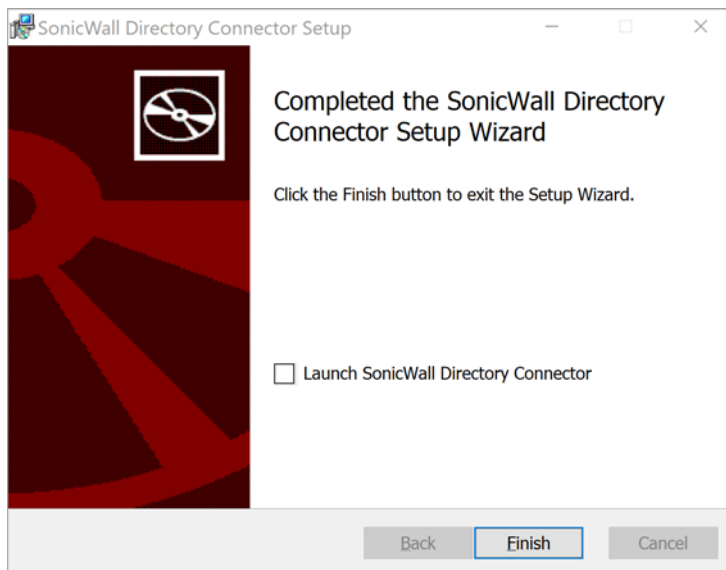 SonicWall Directory Connector Setup
Completed the SonicWall Directory
Connector Setup Wizard
Click the Finish button to exit the Setup Wizard.
Launch SonicWall Directory Connector
Back Finish Cancel